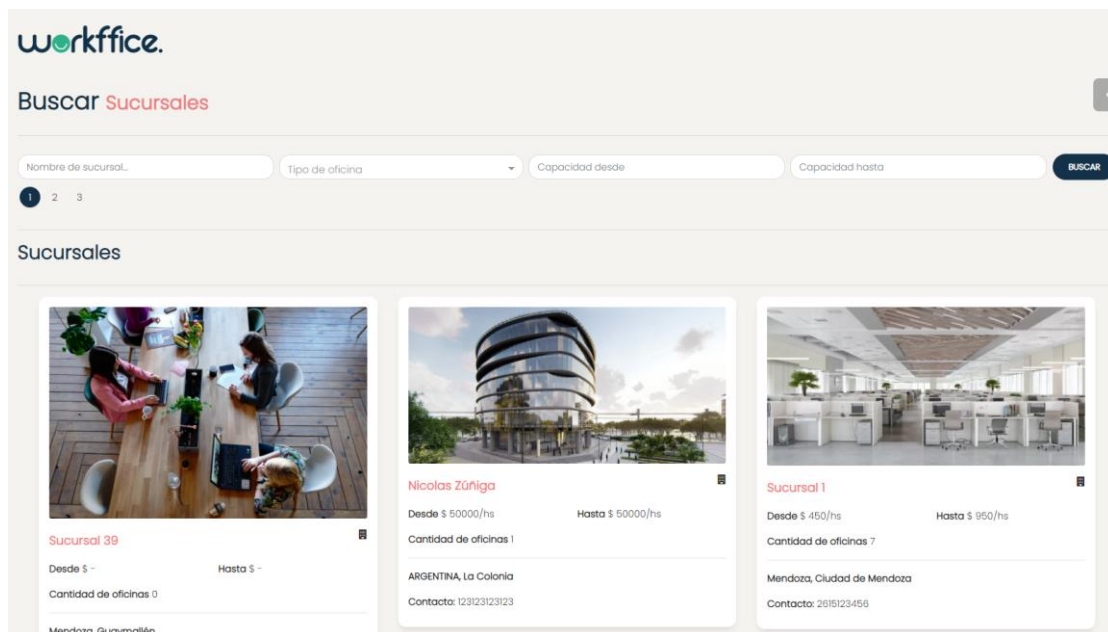 workffice.
Buscar Sucursales
Nombre de sucursal...
Tipo de oficina
Capacidad desde
Capacidad hasta
BUSCAR
1 2 3
Sucursales
Sucursal 39
Desde $ - Hasta $ -
Cantidad de oficinas 0
Mendoza, Guaymallén
Nicolas Zúñiga
Desde $ 50000/hs Hasta $ 50000/hs
Cantidad de oficinas 1
ARGENTINA, La Colonia
Contacto: 123123123123
Sucursal 1
Desde $ 450/hs Hasta $ 950/hs
Cantidad de oficinas 7
Mendoza, Ciudad de Mendoza
Contacto: 2615123456